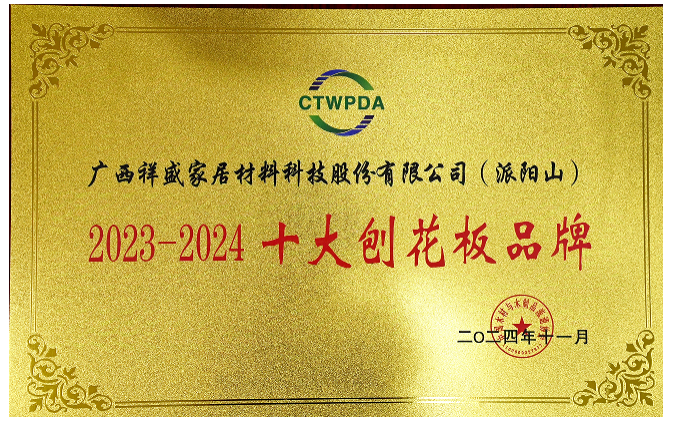 CTWPDA
广西祥盛家居材料科技股份有限公司（派阳山）
2023-2024 十大刨花板品牌
二〇二四年十一月